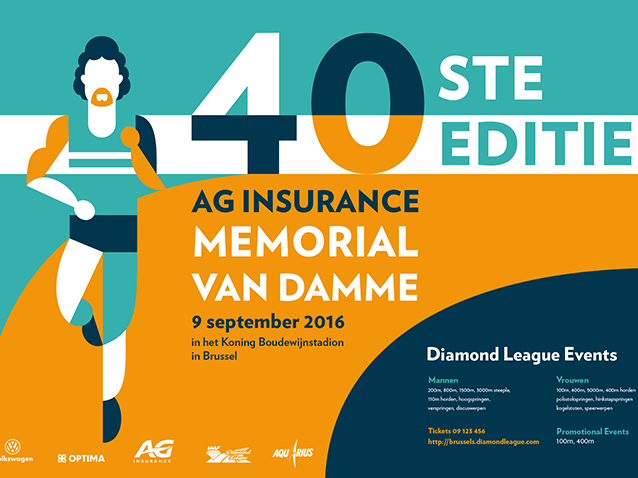 40
STE
EDITIE
AG INSURANCE
MEMORIAL
VAN DAMME
9 september 2016
in het Koning Boudewijnstadion
in Brussel
Diamond League Events
Mannen
200m, 800m, 1500m, 3000m steeple,
110m horden, hoogspringen,
verspringen, discuswerpen
Vrouwen
100m, 400m, 5000m, 400m horden
polsstokspringen, hinkstapspringen
kogelstoten, speerwerpen
Tickets 09 123 456
http://brussels.diamondleague.com
Promotional Events
100m, 400m
olkswagen
OPTIMA
AG
INSURANCE
IAAF
AQUARIUS